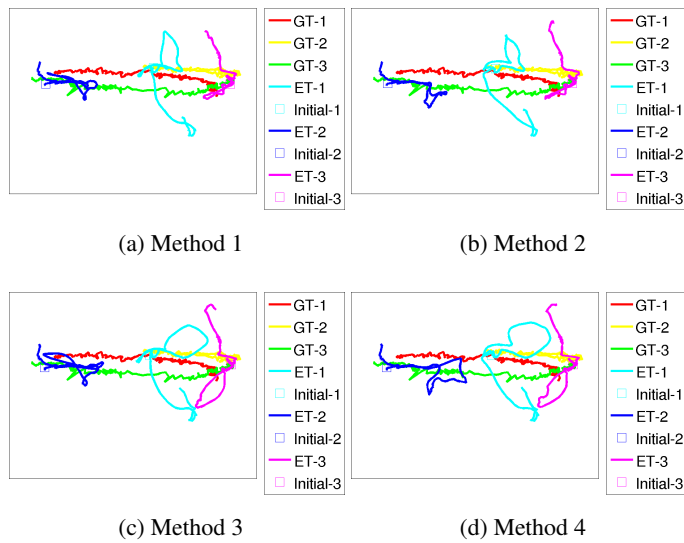 GT-1
GT-2
GT-3
ET-1
Initial-1
ET-2
Initial-2
ET-3
Initial-3
(a) Method 1
GT-1
GT-2
GT-3
ET-1
Initial-1
ET-2
Initial-2
ET-3
Initial-3
(b) Method 2
GT-1
GT-2
GT-3
ET-1
Initial-1
ET-2
Initial-2
ET-3
Initial-3
(c) Method 3
GT-1
GT-2
GT-3
ET-1
Initial-1
ET-2
Initial-2
ET-3
Initial-3
(d) Method 4